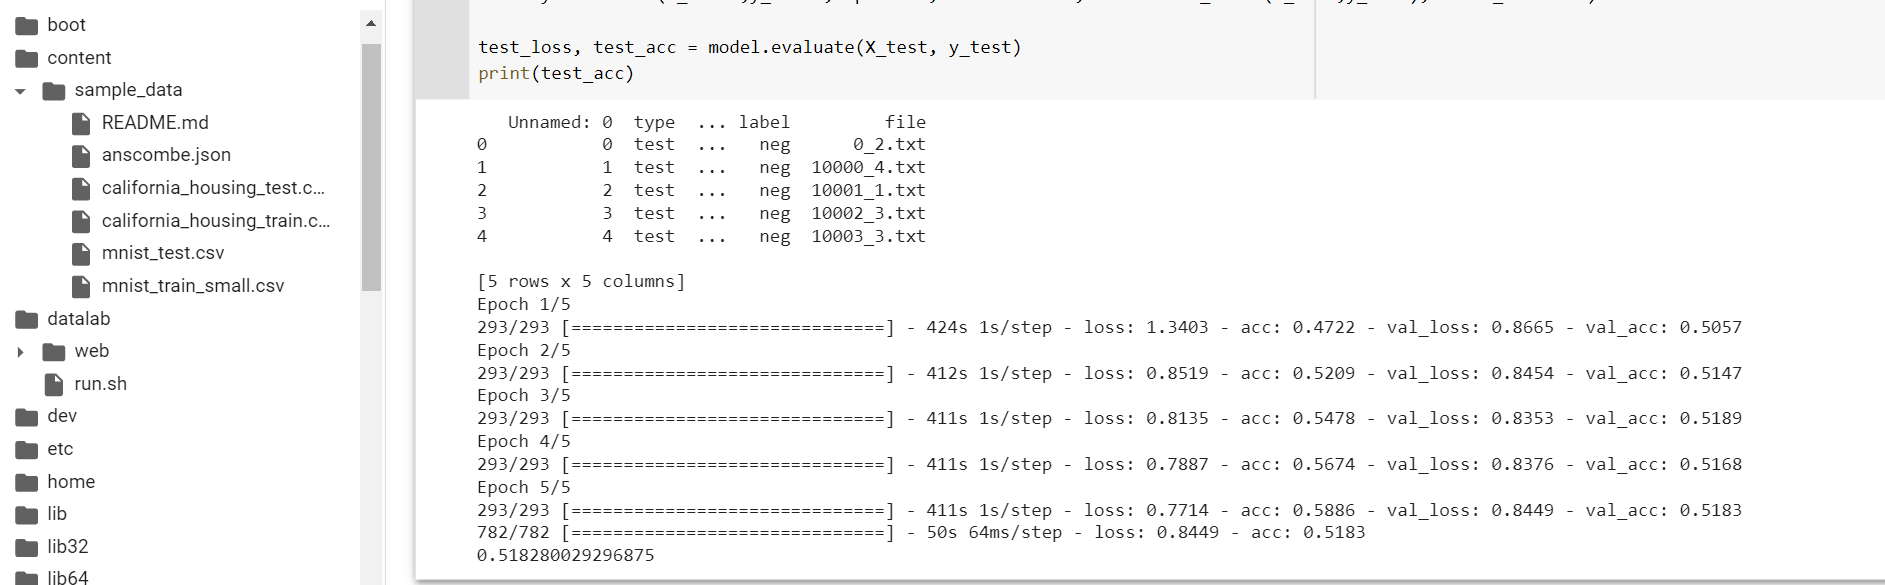 boot
content
sample_data
README.md
anscombe.json
california_housing_test.c...
california_housing_train.c...
mnist_test.csv
mnist_train_small.csv
datalab
web
run.sh
dev
etc
home
lib
lib32
lib64
test_loss, test_acc = model.evaluate(X_test, y_test)
print(test_acc)
Unnamed: 0 type ... label file
0 0 test ... neg 0_2.txt
1 1 test ... neg 10000_4.txt
2 2 test ... neg 10001_1.txt
3 3 test ... neg 10002_3.txt
4 4 test ... neg 10003_3.txt
[5 rows x 5 columns]
Epoch 1/5
293/293 [==============================] - 424s 1s/step - loss: 1.3403 - acc: 0.4722 - val_loss: 0.8665 - val_acc: 0.5057
Epoch 2/5
293/293 [==============================] - 412s 1s/step - loss: 0.8519 - acc: 0.5209 - val_loss: 0.8454 - val_acc: 0.5147
Epoch 3/5
293/293 [==============================] - 411s 1s/step - loss: 0.8135 - acc: 0.5478 - val_loss: 0.8353 - val_acc: 0.5189
Epoch 4/5
293/293 [==============================] - 411s 1s/step - loss: 0.7887 - acc: 0.5674 - val_loss: 0.8376 - val_acc: 0.5168
Epoch 5/5
293/293 [==============================] - 411s 1s/step - loss: 0.7714 - acc: 0.5886 - val_loss: 0.8449 - val_acc: 0.5183
782/782 [==============================] - 50s 64ms/step - loss: 0.8449 - acc: 0.5183
0.518280029296875